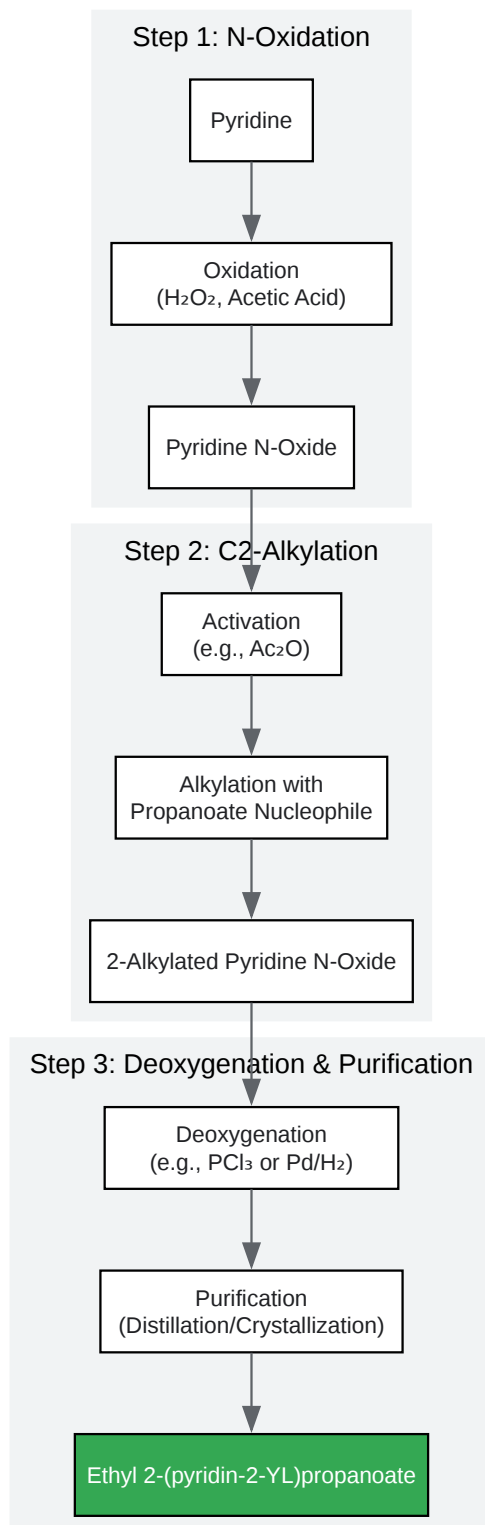 Step 1: N-Oxidation
Pyridine
Oxidation
(H₂O₂, Acetic Acid)
Pyridine N-Oxide
Step 2: C2-Alkylation
Activation
(e.g., Ac₂O)
Alkylation with
Propanoate Nucleophile
2-Alkylated Pyridine N-Oxide
Step 3: Deoxygenation & Purification
Deoxygenation
(e.g., PCl₃ or Pd/H₂)
Purification
(Distillation/Crystallization)
Ethyl 2-(pyridin-2-YL)propanoate